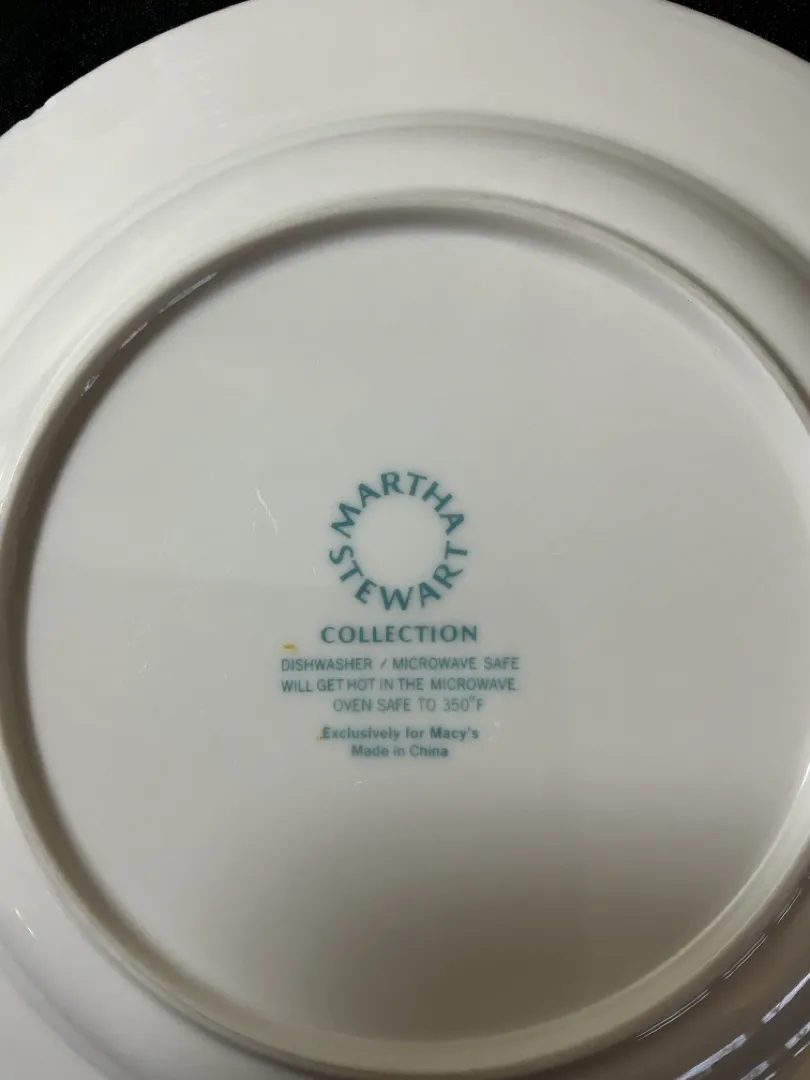 MARTHA
STEWART
COLLECTION
DISHWASHER / MICROWAVE SAFE
WILL GET HOT IN THE MICROWAVE.
OVEN SAFE TO 350°F
Exclusively for Macy's
Made in China